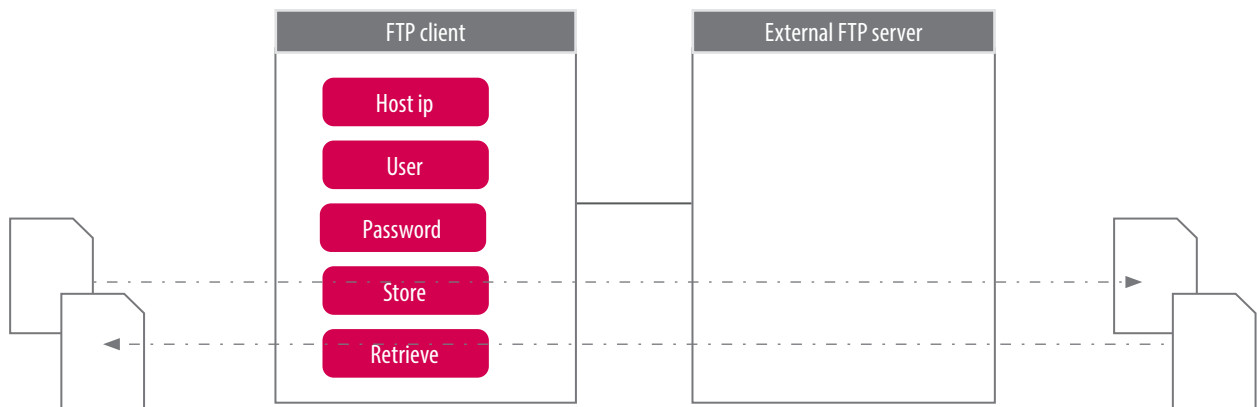 FTP client
External FTP server
Host ip
User
Password
Store
Retrieve